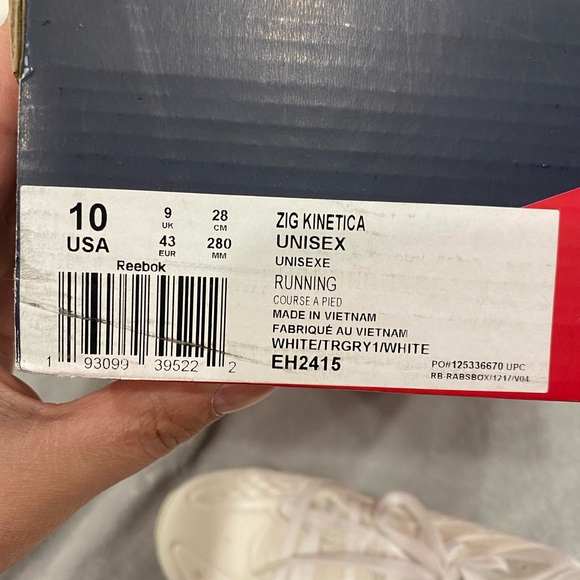 10
USA
9
UK
43
EUR
28
CM
280
MM
Reebok
1 93099 39522 2
ZIG KINETICA
UNISEX
UNISEXE
RUNNING
COURSE A PIED
MADE IN VIETNAM
FABRIQUÉ AU VIETNAM
WHITE/TRGRY1/WHITE
EH2415
PO#125336670 UPC
RB-RABSBOX/1217/V04